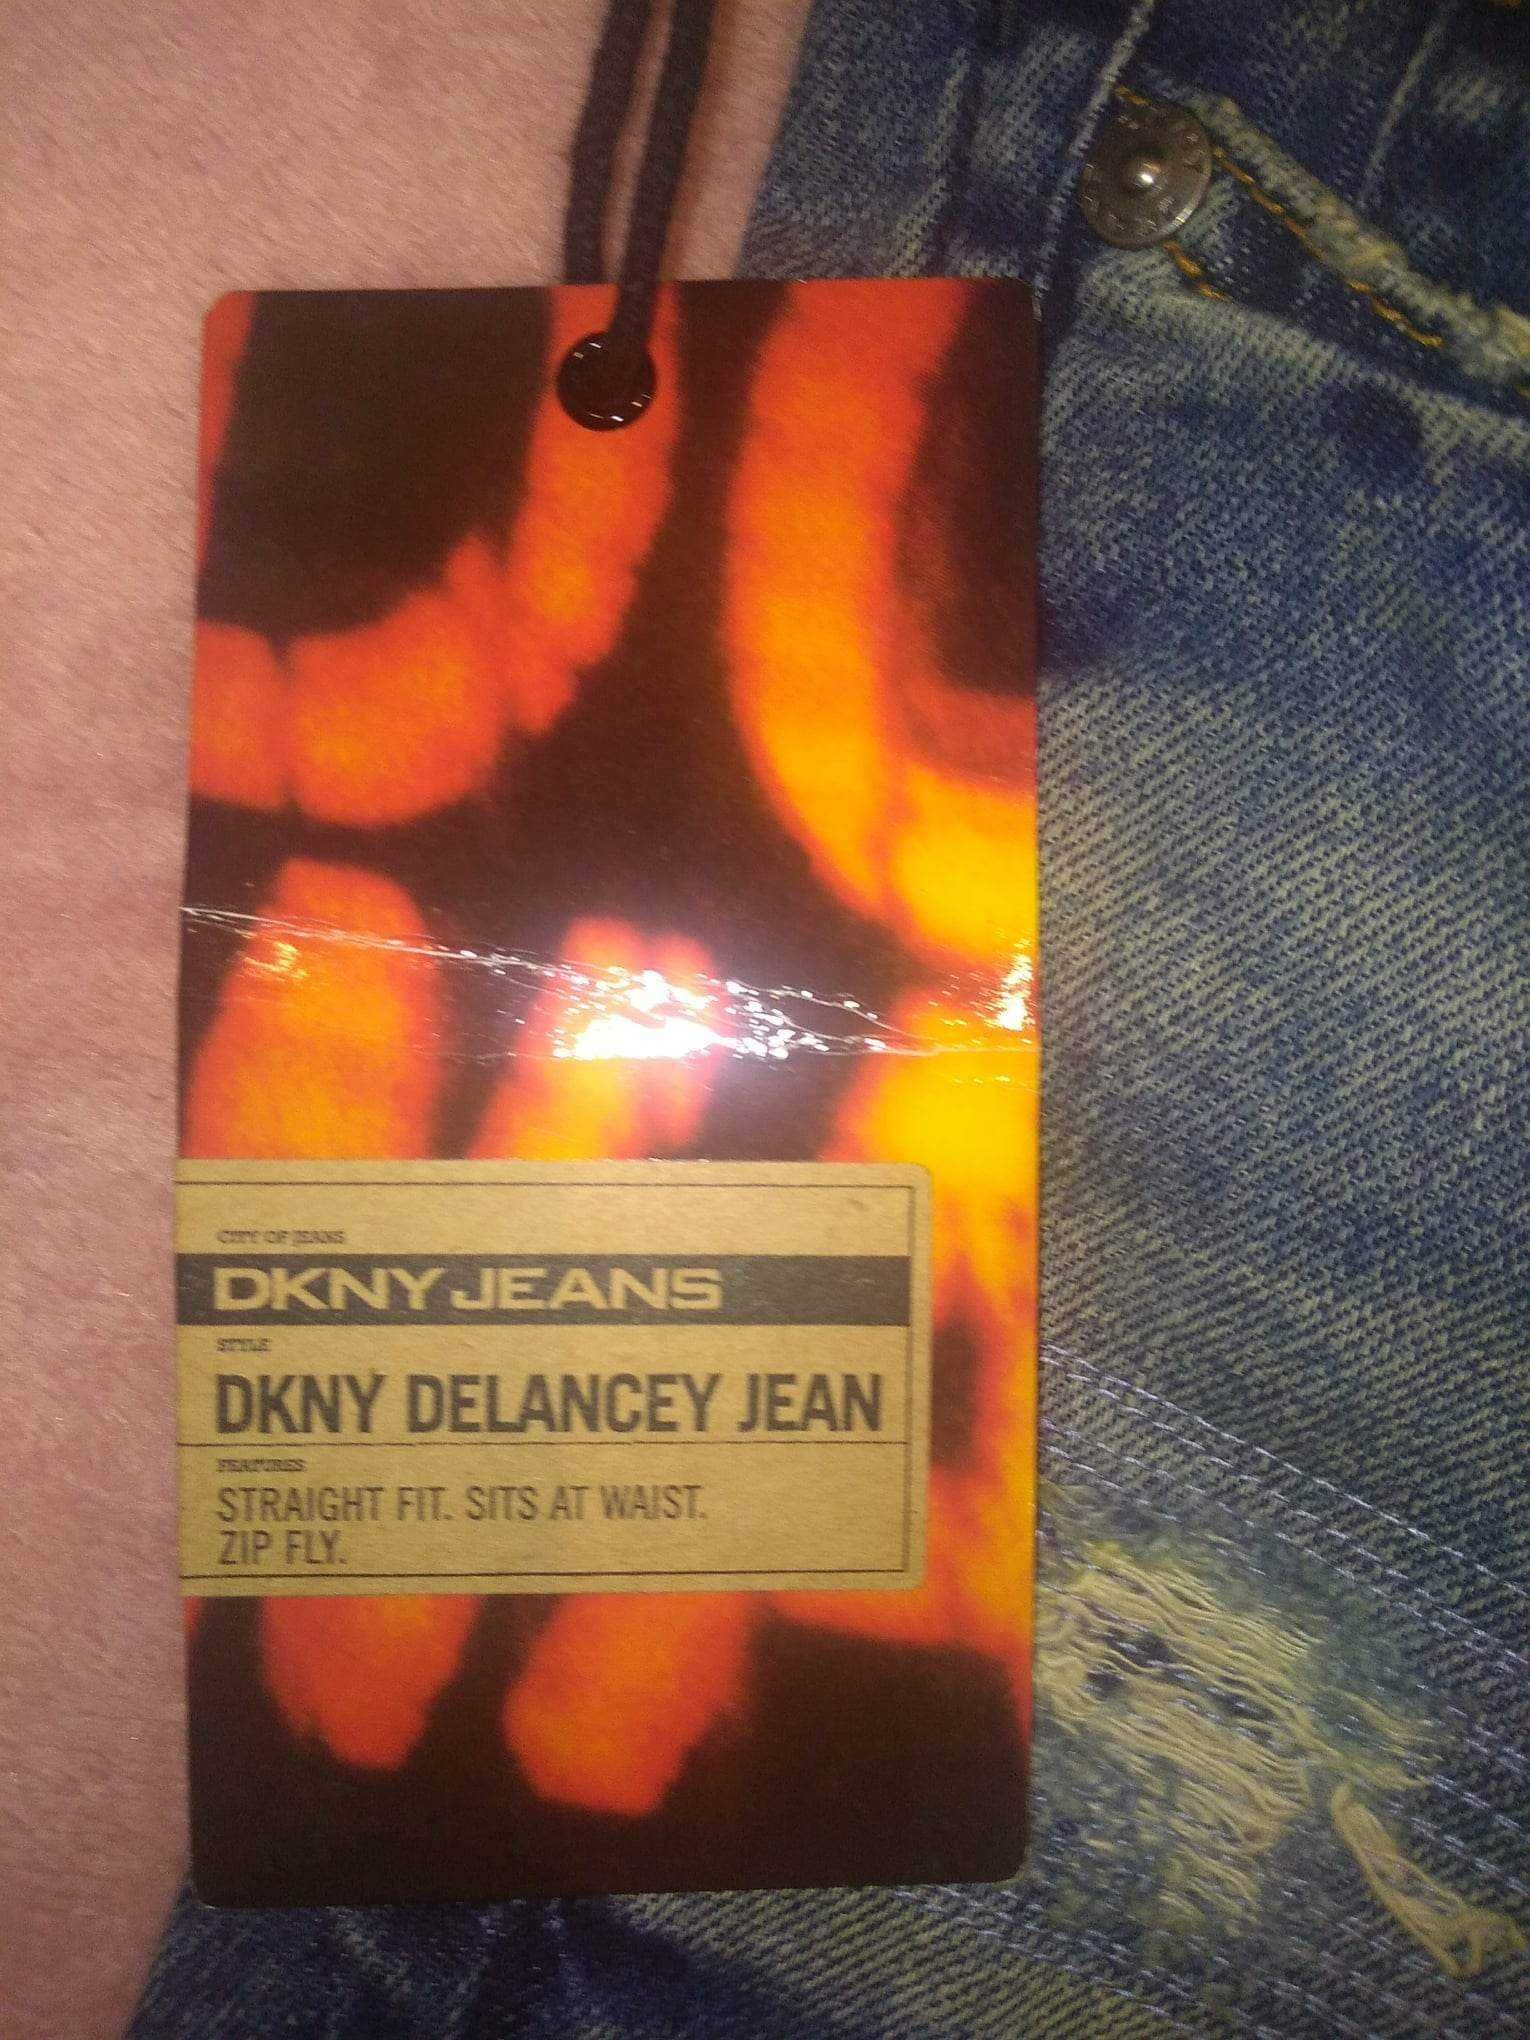 CITY OF JEANS
DKNY JEANS
STYLE
DKNY DELANCEY JEAN
FEATURES
STRAIGHT FIT. SITS AT WAIST.
ZIP FLY.